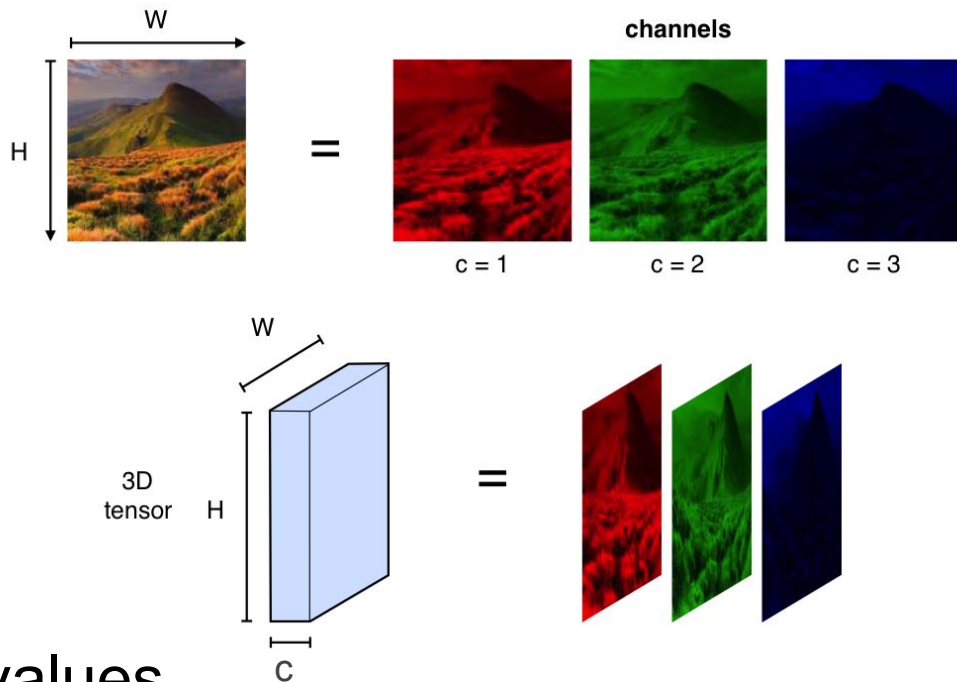 W
channels
H
=
c = 1
c = 2
c = 3
W
3D
tensor
H
=
C
values